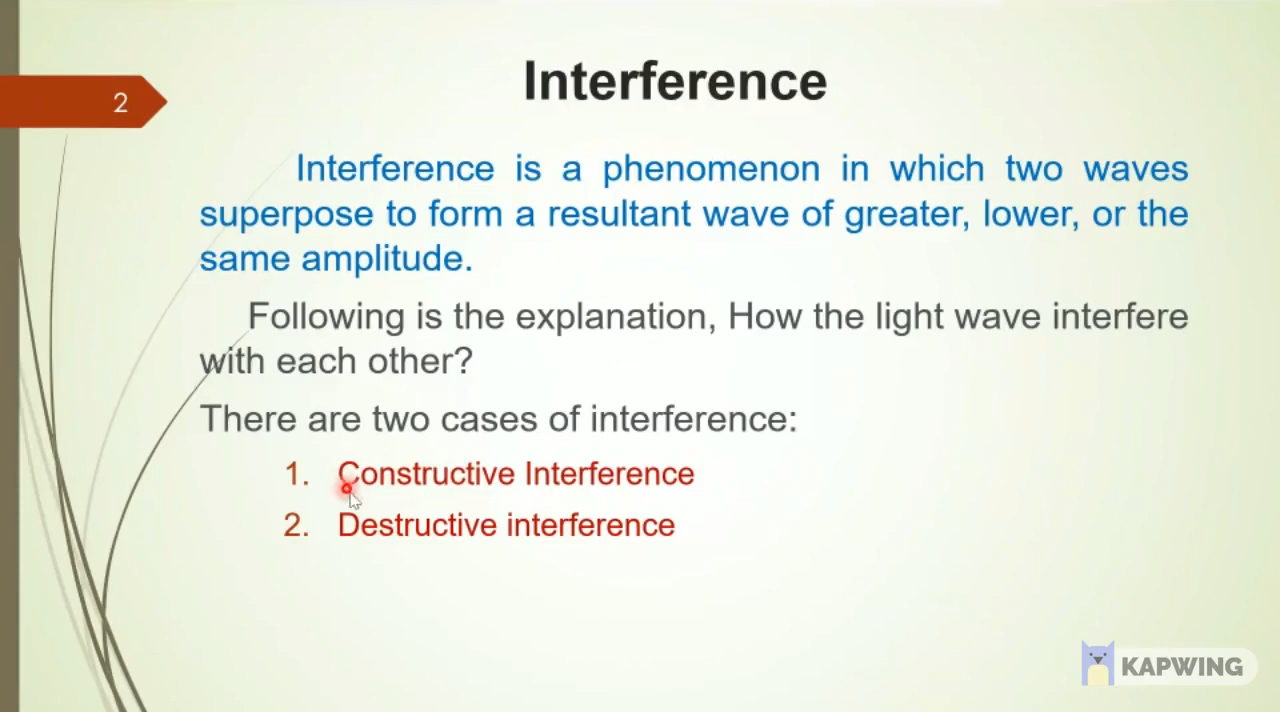 Interference
2
Interference is a phenomenon in which two waves
superpose to form a resultant wave of greater, lower, or the
same amplitude.
Following is the explanation, How the light wave interfere
with each other?
There are two cases of interference:
1. Constructive Interference
2. Destructive interference
KAPWING